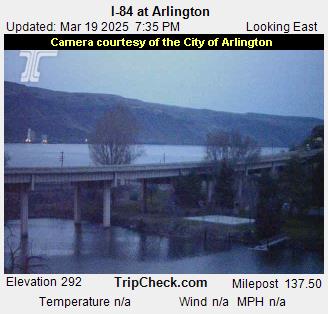 I-84 at Arlington
Updated: Mar 19 2025 7:35 PM Looking East
Camera courtesy of the City of Arlington
Elevation 292 TripCheck.com Milepost 137.50
Temperature n/a Wind n/a MPH n/a